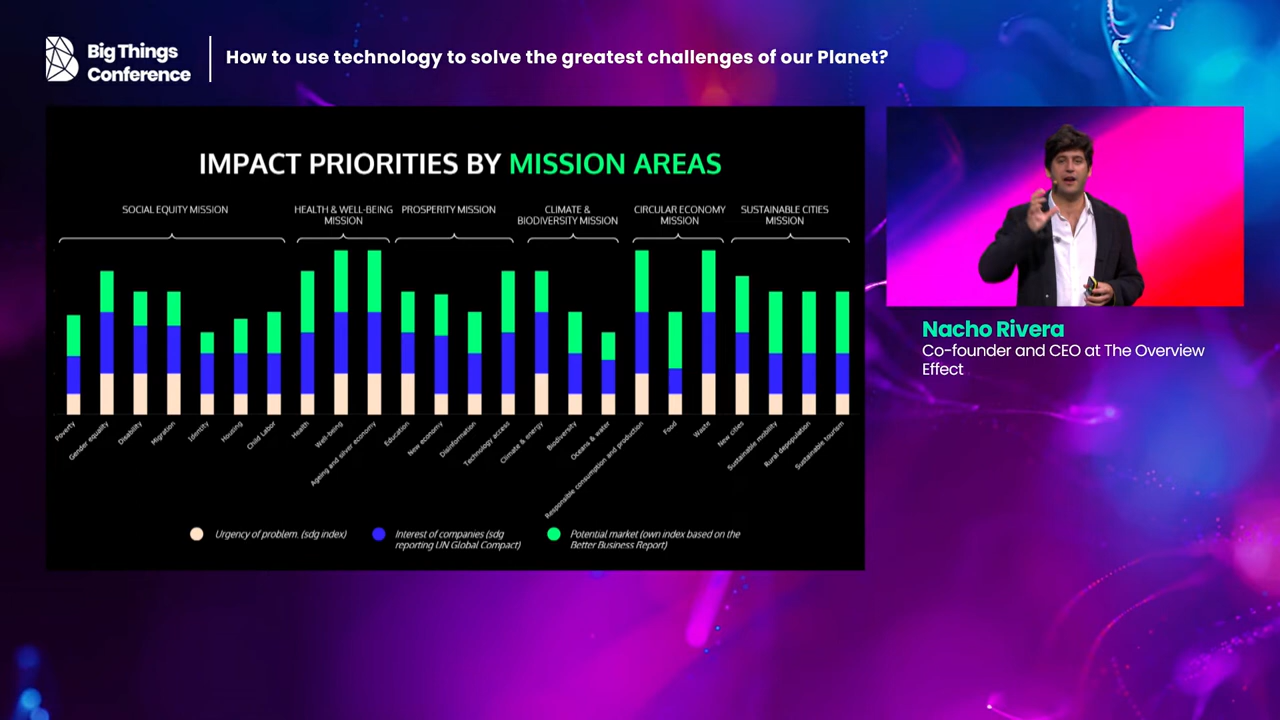 Big Things
Conference
How to use technology to solve the greatest challenges of our Planet?
IMPACT PRIORITIES BY MISSION AREAS
SOCIAL EQUITY MISSION
HEALTH & WELL-BEING
MISSION
PROSPERITY MISSION
CLIMATE &
BIODIVERSITY MISSION
CIRCULAR ECONOMY
MISSION
SUSTAINABLE CITIES
MISSION
Poverty
Gender equality
Disability
Migration
Identity
Housing
Child Labor
Health
Well-being
Ageing and silver economy
Education
New economy
Disinformation
Technology access
Climate & energy
Biodiversity
Oceans & water
Responsible consumption and production
Food
Waste
New cities
Sustainable mobility
Rural depopulation
Sustainable tourism
Urgency of problem. (sdg index)
Interest of companies (sdg
reporting UN Global Compact)
Potential market (own index based on the
Better Business Report)
Nacho Rivera
Co-founder and CEO at The Overview
Effect